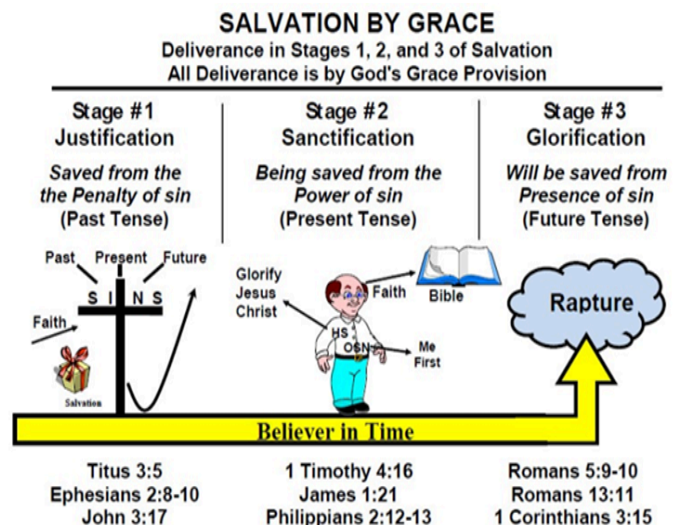 SALVATION BY GRACE
Deliverance in Stages 1, 2, and 3 of Salvation
All Deliverance is by God's Grace Provision
Stage #1
Justification
Saved from the
the Penalty of sin
(Past Tense)
Stage #2
Sanctification
Being saved from the
Power of sin
(Present Tense)
Stage #3
Glorification
Will be saved from
Presence of sin
(Future Tense)
Past Present Future
S I N S
Faith
Salvation
Glorify
Jesus
Christ
HS
OSN
Faith
Bible
Me
First
Rapture
Believer in Time
Titus 3:5
Ephesians 2:8-10
John 3:17
1 Timothy 4:16
James 1:21
Philippians 2:12-13
Romans 5:9-10
Romans 13:11
1 Corinthians 3:15